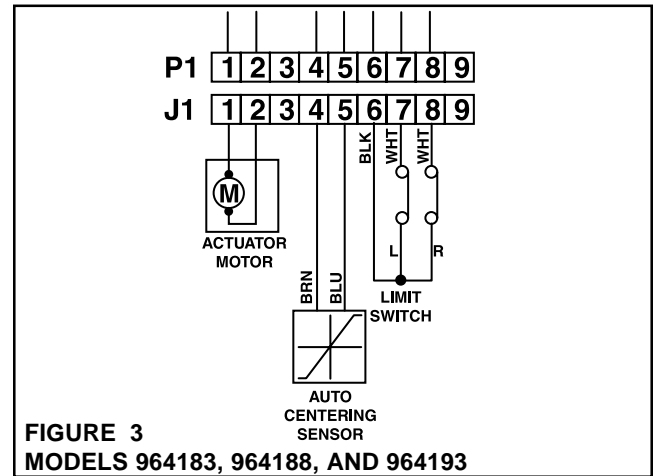 P1 1 2 3 4 5 6 7 8 9
J1 1 2 3 4 5 6 7 8 9
BLK
WHT
WHT
M
ACTUATOR
MOTOR
L
R
BRN
BLU
LIMIT
SWITCH
AUTO
CENTERING
SENSOR
FIGURE 3
MODELS 964183, 964188, AND 964193